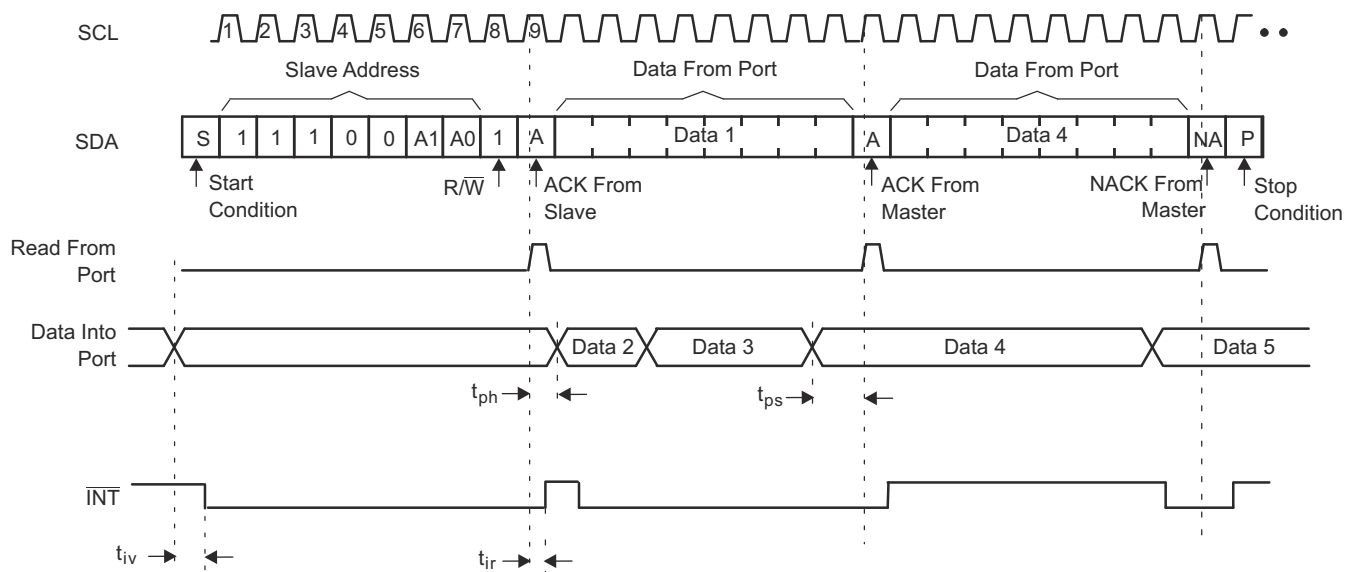 SCL
1 2 3 4 5 6 7 8 9
Slave Address
Data From Port
Data From Port
SDA
S 1 1 1 0 0 A1 A0 1 A Data 1 A Data 4 NA P
Start
Condition
R/W̅
ACK From
Slave
ACK From
Master
NACK From
Master
Stop
Condition
Read From
Port
Data Into
Port
Data 2
Data 3
Data 4
Data 5
tph
tps
I̅N̅T̅
tiv
tir